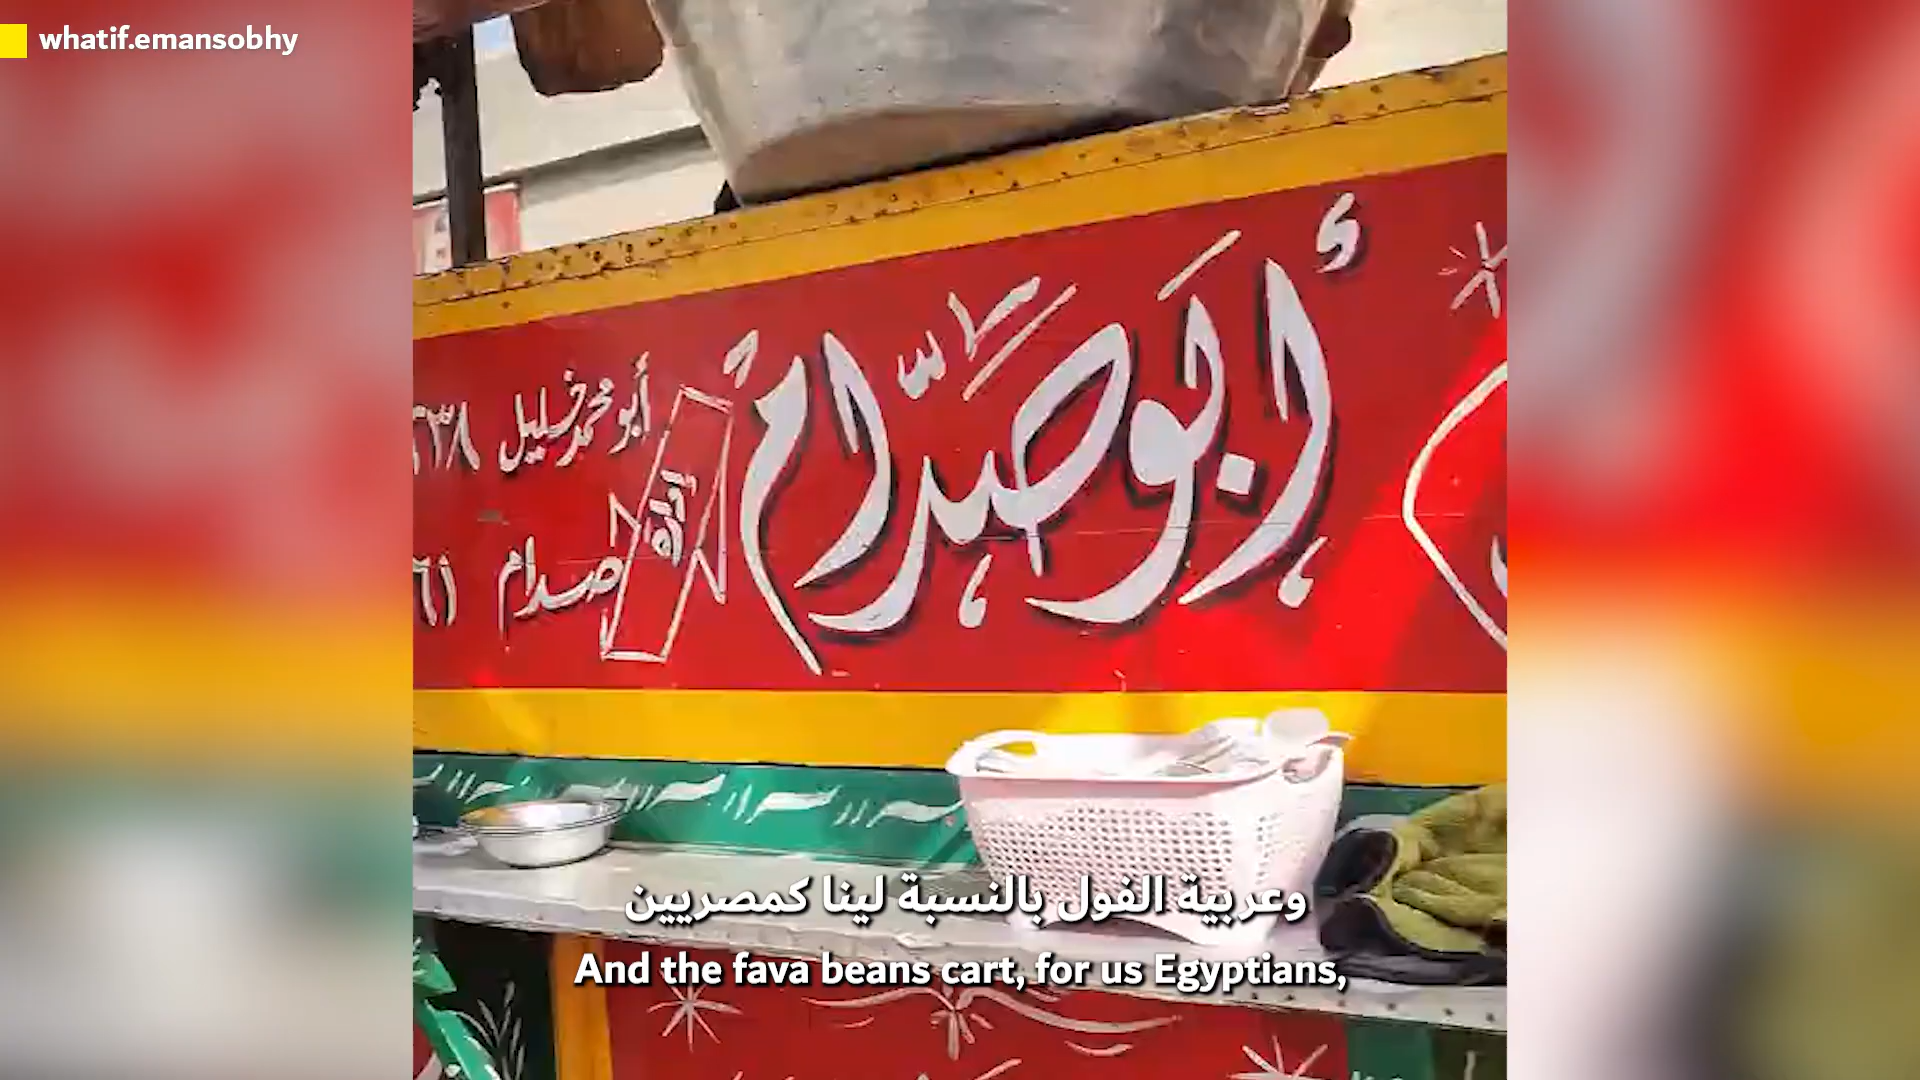 whatif.emansobhy
أبو صدام
أبو محمد خليل
إدارة
صدام
وعربية الفول بالنسبة لينا كمصريين
And the fava beans cart, for us Egyptians,